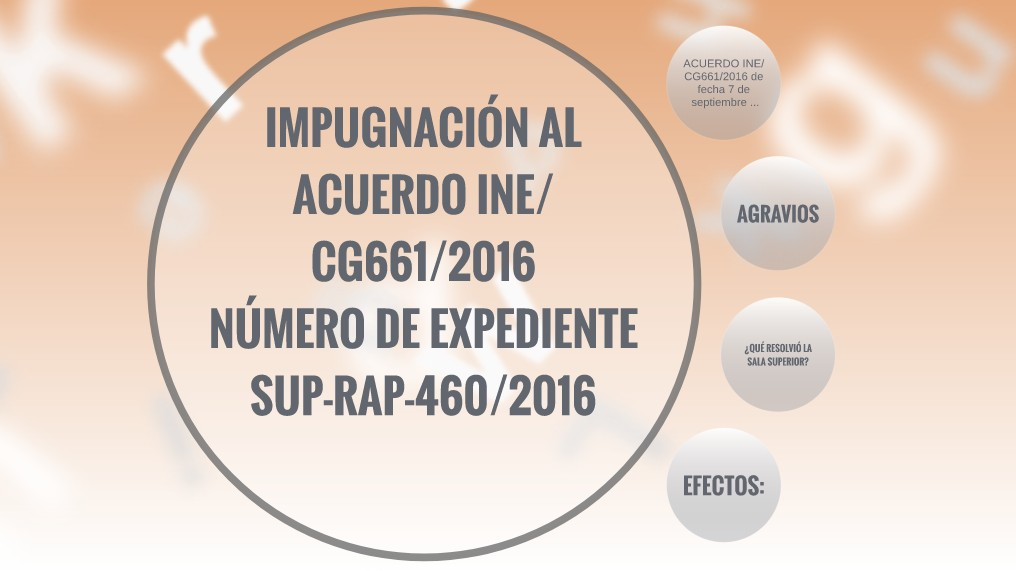 IMPUGNACIÓN AL
ACUERDO INE/
CG661/2016
NÚMERO DE EXPEDIENTE
SUP-RAP-460/2016
ACUERDO INE/
CG661/2016 de
fecha 7 de
septiembre ...
AGRAVIOS
¿QUÉ RESOLVIÓ LA
SALA SUPERIOR?
EFECTOS: